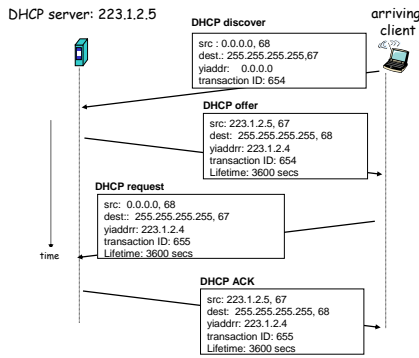 DHCP server: 223.1.2.5
arriving
client
DHCP discover
src : 0.0.0.0, 68
dest.: 255.255.255.255,67
yiaddr: 0.0.0.0
transaction ID: 654
DHCP offer
src: 223.1.2.5, 67
dest: 255.255.255.255, 68
yiaddrr: 223.1.2.4
transaction ID: 654
Lifetime: 3600 secs
DHCP request
src: 0.0.0.0, 68
dest:: 255.255.255.255, 67
yiaddrr: 223.1.2.4
transaction ID: 655
Lifetime: 3600 secs
time
DHCP ACK
src: 223.1.2.5, 67
dest: 255.255.255.255, 68
yiaddrr: 223.1.2.4
transaction ID: 655
Lifetime: 3600 secs